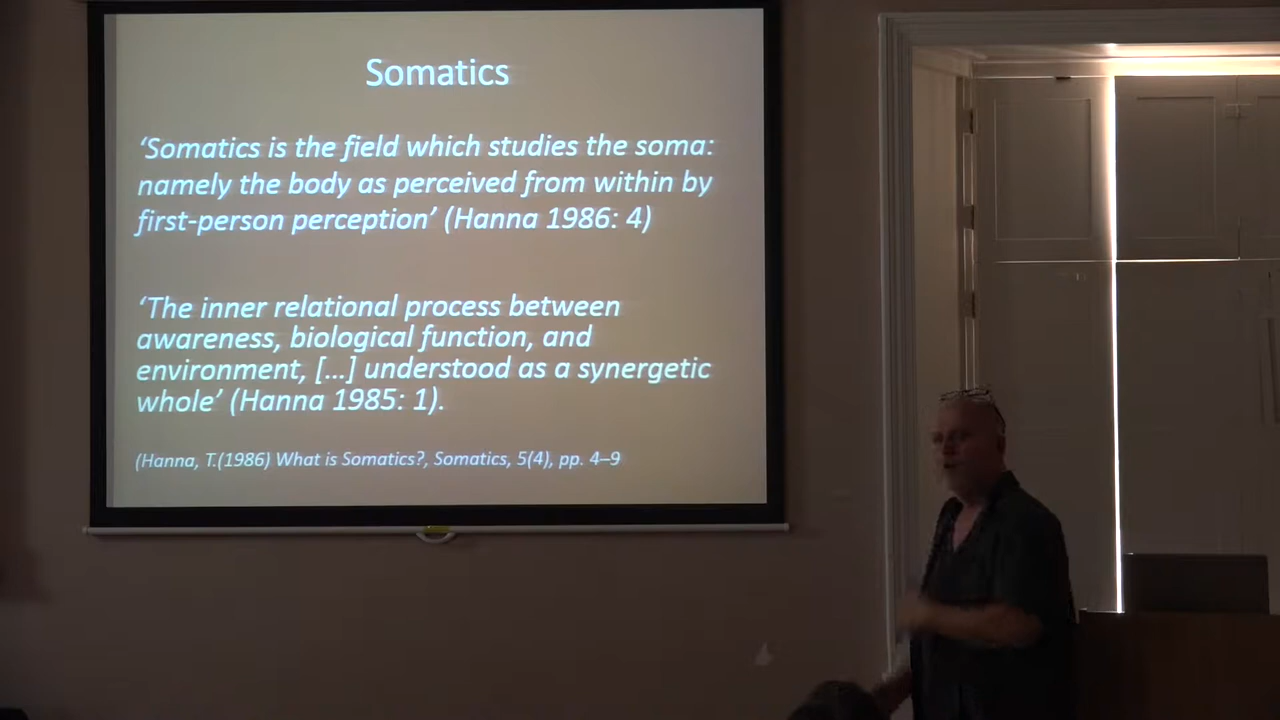 Somatics
‘Somatics is the field which studies the soma:
namely the body as perceived from within by
first-person perception’ (Hanna 1986: 4)
‘The inner relational process between
awareness, biological function, and
environment, […] understood as a synergetic
whole’ (Hanna 1985: 1).
(Hanna, T.(1986) What is Somatics?, Somatics, 5(4), pp. 4–9